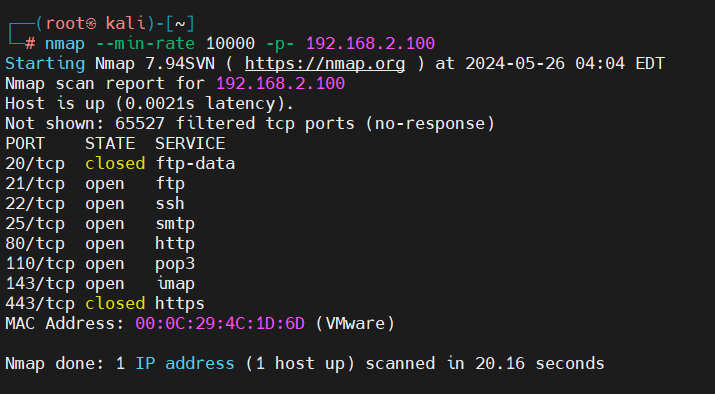 ┌──(root㉿ kali)-[~]
└─# nmap --min-rate 10000 -p- 192.168.2.100
Starting Nmap 7.94SVN ( https://nmap.org ) at 2024-05-26 04:04 EDT
Nmap scan report for 192.168.2.100
Host is up (0.0021s latency).
Not shown: 65527 filtered tcp ports (no-response)
PORT    STATE  SERVICE
20/tcp  closed ftp-data
21/tcp  open   ftp
22/tcp  open   ssh
25/tcp  open   smtp
80/tcp  open   http
110/tcp open   pop3
143/tcp open   imap
443/tcp closed https
MAC Address: 00:0C:29:4C:1D:6D (VMware)
Nmap done: 1 IP address (1 host up) scanned in 20.16 seconds